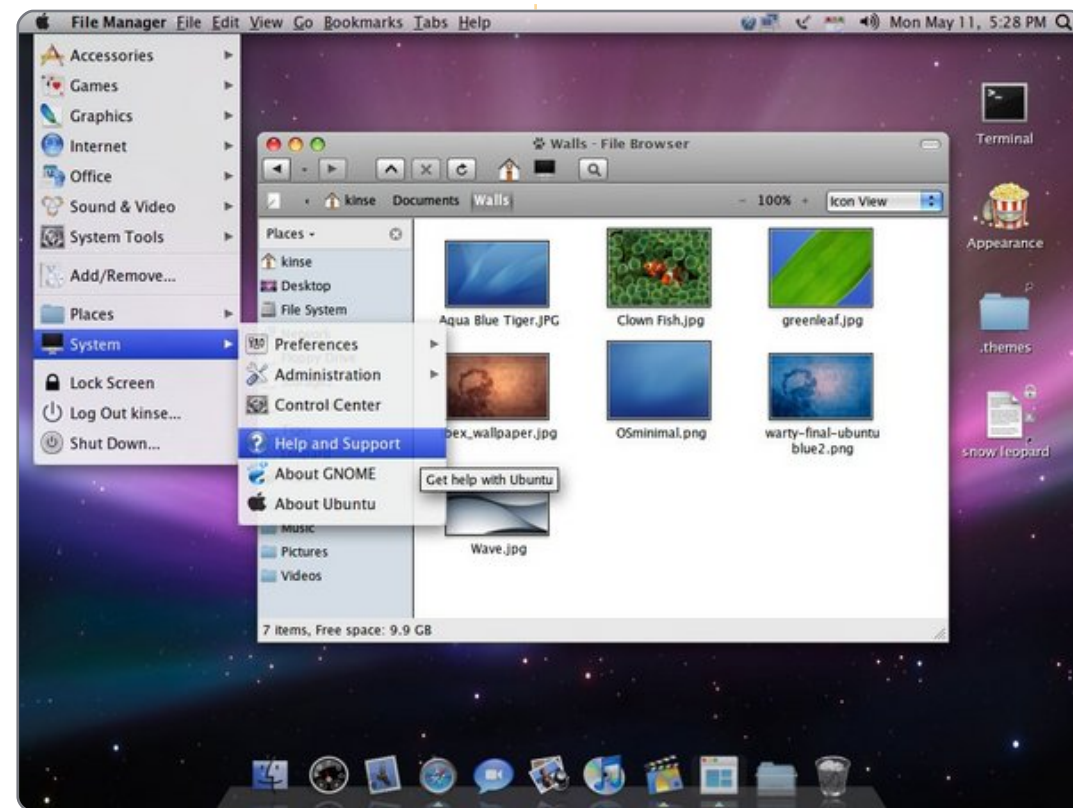 File Manager File Edit View Go Bookmarks Tabs Help Mon May 11, 5:28 PM
Accessories
Games
Graphics
Internet
Office
Sound & Video
System Tools
Add/Remove...
Places
System
Lock Screen
Log Out kinse...
Shut Down...
Preferences
Administration
Control Center
Help and Support
About GNOME
About Ubuntu
Get help with Ubuntu
Walls - File Browser
kinse Documents Walls - 100% + Icon View
Places
kinse
Desktop
File System
Network
Floppy Drive
Music
Pictures
Videos
Aqua Blue Tiger.JPG
Clown Fish.jpg
greenleaf.jpg
bex_wallpaper.jpg
OSminimal.png
warty-final-ubuntu
blue2.png
Wave.jpg
7 items, Free space: 9.9 GB
Terminal
Appearance
.themes
snow leopard